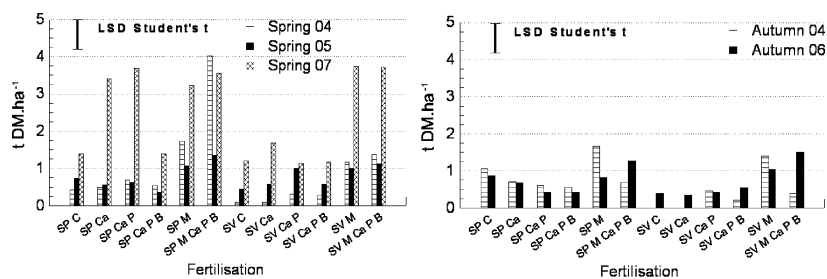 5
4
3
2
1
0
t DM.ha⁻¹
LSD Student's t
Spring 04
Spring 05
Spring 07
SP C
SP Ca
SP Ca P
SP Ca P B
SP M
SP M Ca P B
SV C
SV Ca
SV Ca P
SV Ca P B
SV M
SV M Ca P B
Fertilisation
5
4
3
2
1
0
t DM.ha⁻¹
LSD Student's t
Autumn 04
Autumn 06
SP C
SP Ca
SP Ca P
SP Ca P B
SP M
SP M Ca P B
SV C
SV Ca
SV Ca P
SV Ca P B
SV M
SV M Ca P B
Fertilisation